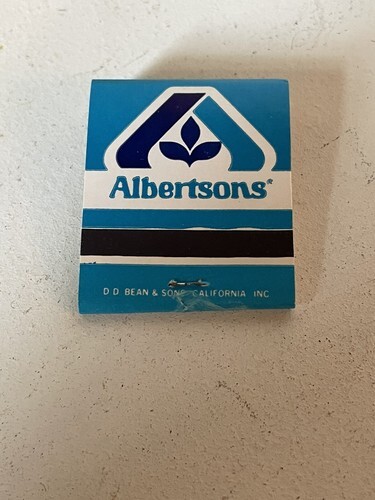 Albertsons®
D.D. BEAN & SONS CALIFORNIA INC